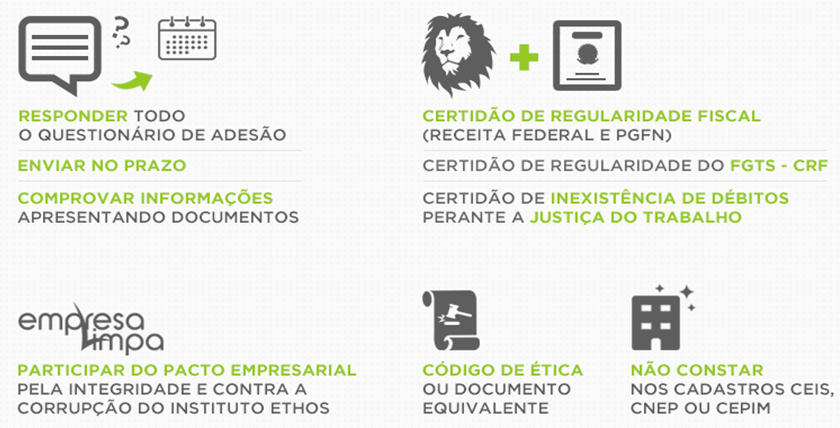 RESPONDER TODO
O QUESTIONÁRIO DE ADESÃO
ENVIAR NO PRAZO
COMPROVAR INFORMAÇÕES
APRESENTANDO DOCUMENTOS
CERTIDÃO DE REGULARIDADE FISCAL
(RECEITA FEDERAL E PGFN)
CERTIDÃO DE REGULARIDADE DO FGTS - CRF
CERTIDÃO DE INEXISTÊNCIA DE DÉBITOS
PERANTE A JUSTIÇA DO TRABALHO
empresa
limpa
PARTICIPAR DO PACTO EMPRESARIAL
PELA INTEGRIDADE E CONTRA A
CORRUPÇÃO DO INSTITUTO ETHOS
CÓDIGO DE ÉTICA
OU DOCUMENTO
EQUIVALENTE
NÃO CONSTAR
NOS CADASTROS CEIS,
CNEP OU CEPIM